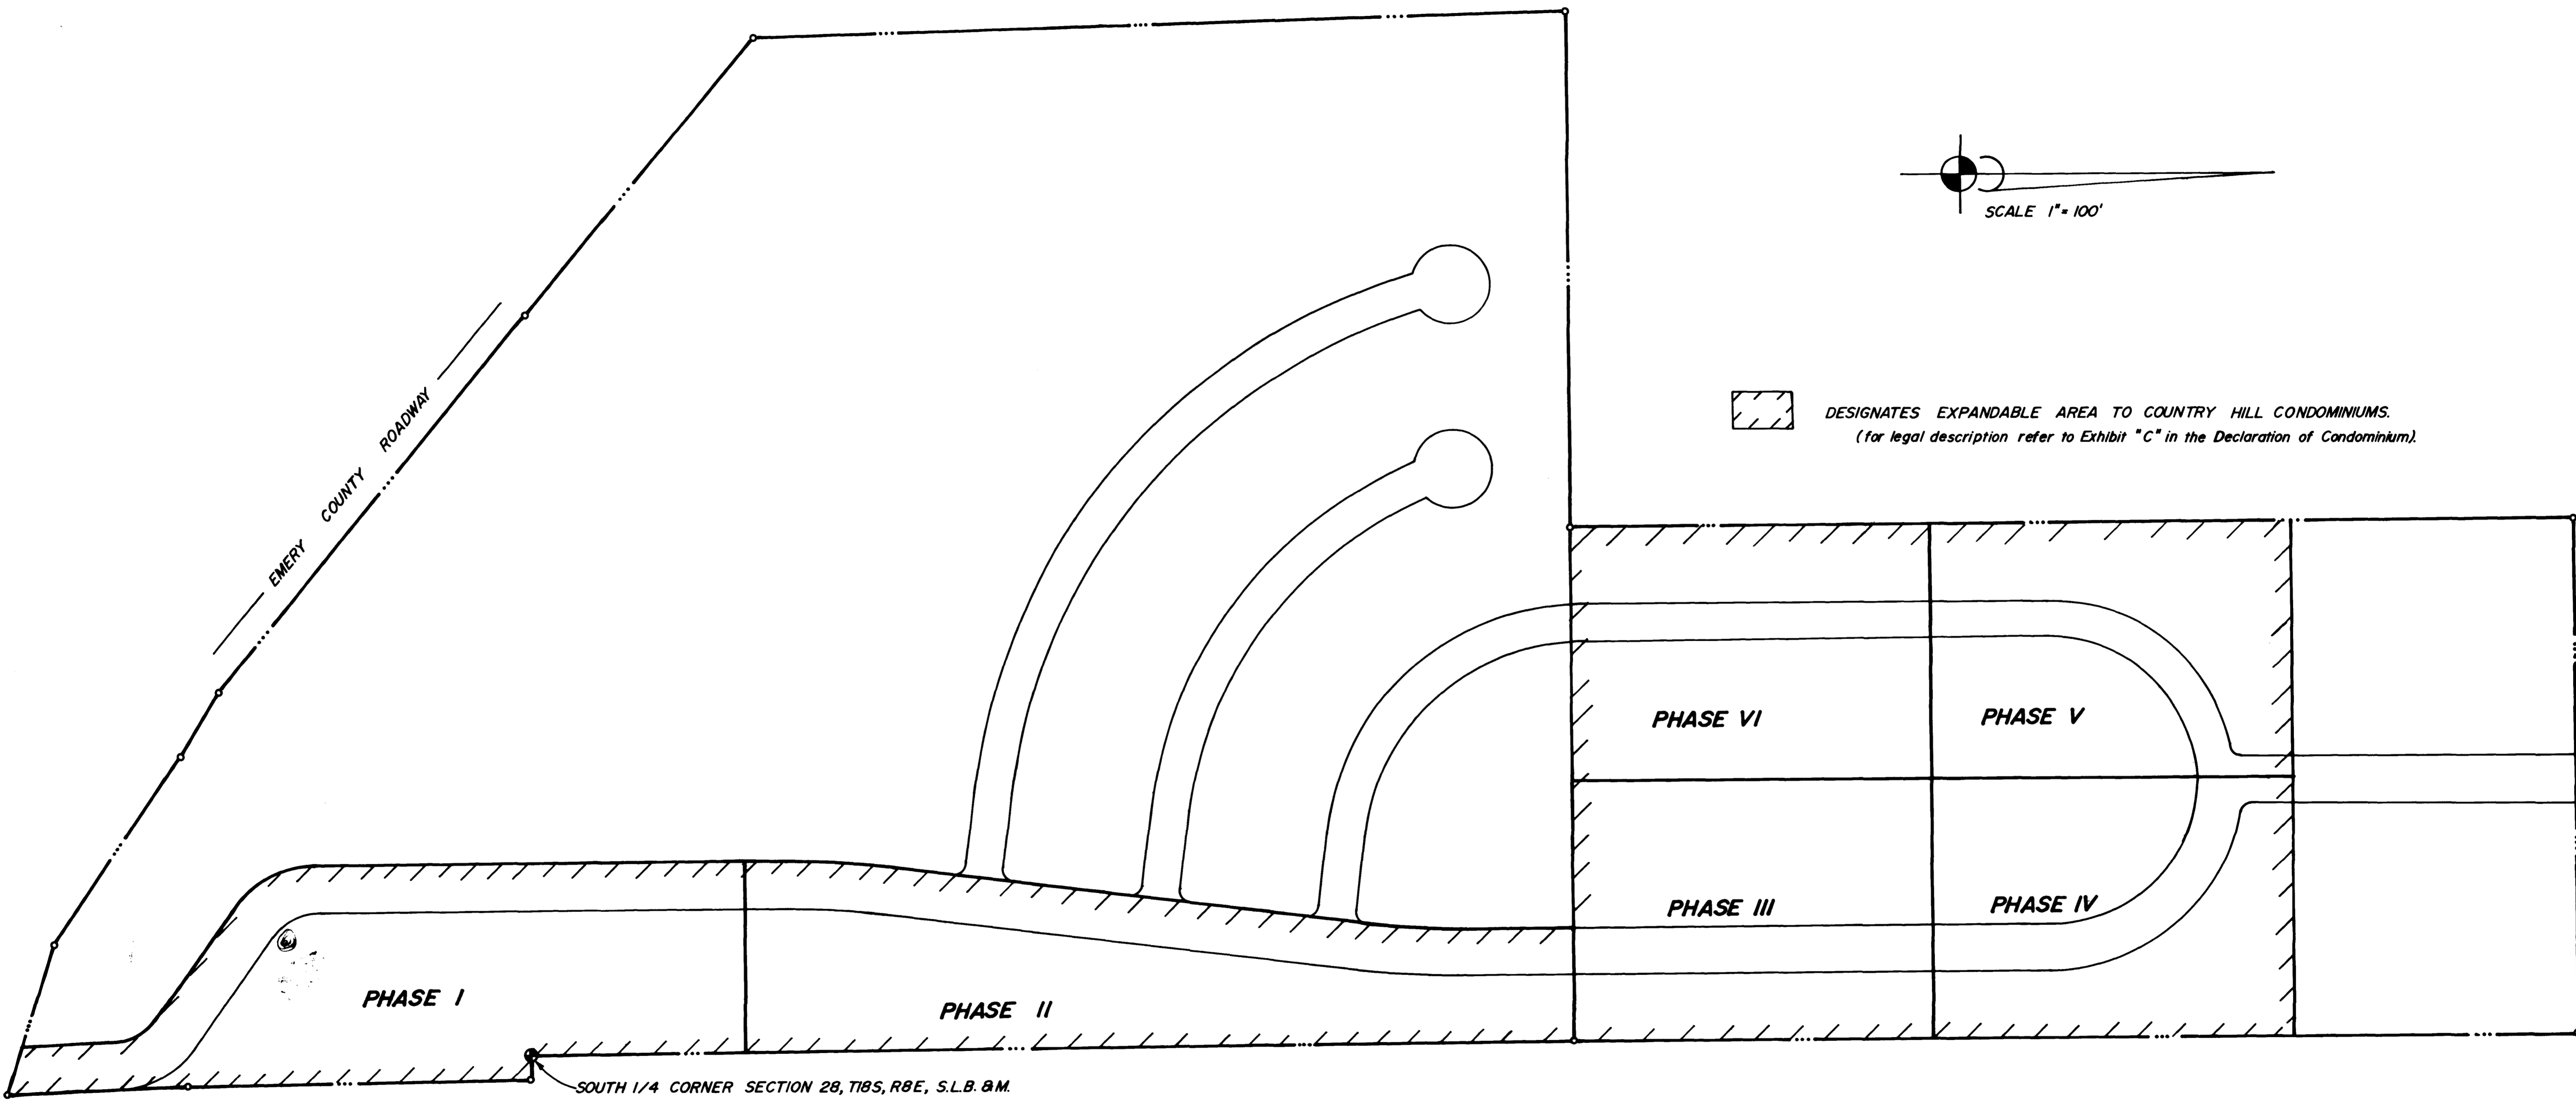 SCALE 1"= 100'
EMERY COUNTY ROADWAY
DESIGNATES EXPANDABLE AREA TO COUNTRY HILL CONDOMINIUMS.
(for legal description refer to Exhibit "C" in the Declaration of Condominium).
PHASE VI
PHASE V
PHASE III
PHASE IV
PHASE I
PHASE II
SOUTH 1/4 CORNER SECTION 28, T18S, R8E, S.L.B. & M.